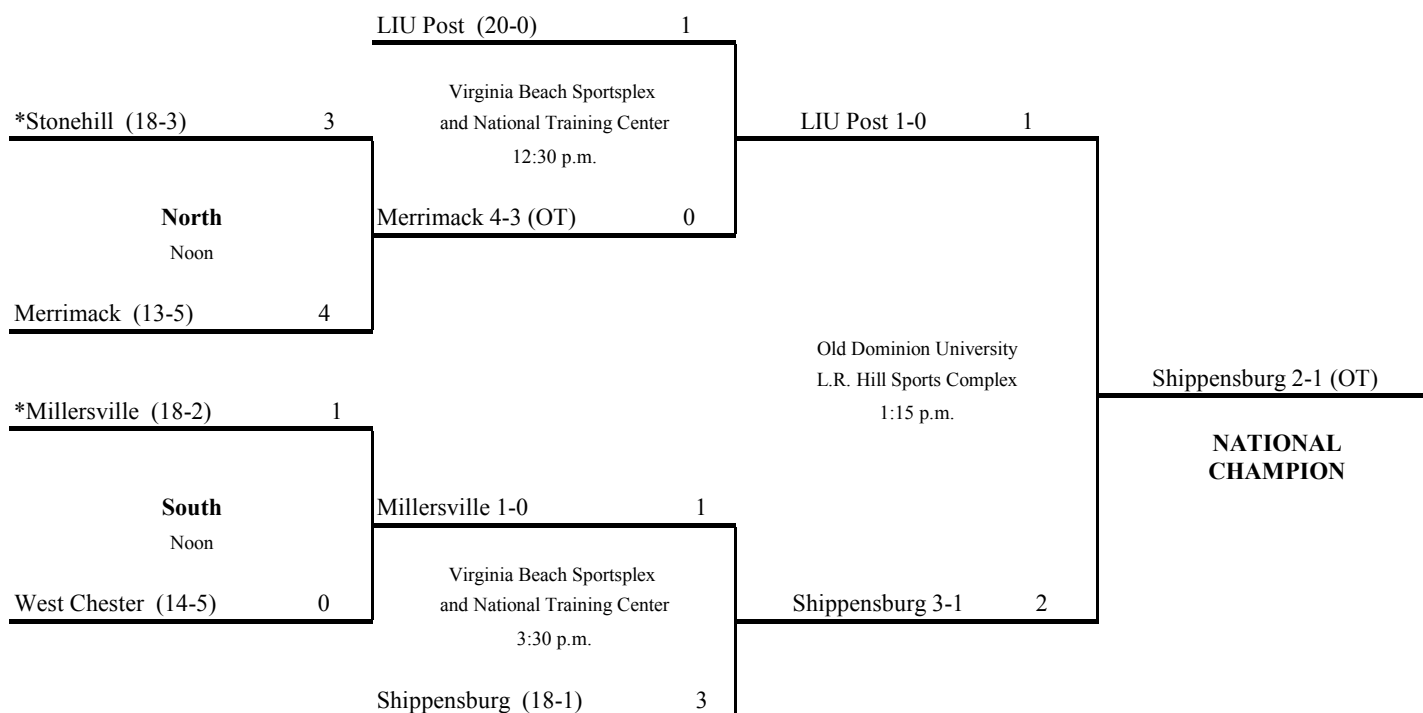 LIU Post (20-0) 1
Virginia Beach Sportsplex
and National Training Center
12:30 p.m.
*Stonehill (18-3) 3
LIU Post 1-0 1
North
Noon
Merrimack 4-3 (OT) 0
Merrimack (13-5) 4
Old Dominion University
L.R. Hill Sports Complex
1:15 p.m.
Shippensburg 2-1 (OT)
NATIONAL
CHAMPION
*Millersville (18-2) 1
South
Noon
Millersville 1-0 1
West Chester (14-5) 0
Virginia Beach Sportsplex
and National Training Center
3:30 p.m.
Shippensburg 3-1 2
Shippensburg (18-1) 3